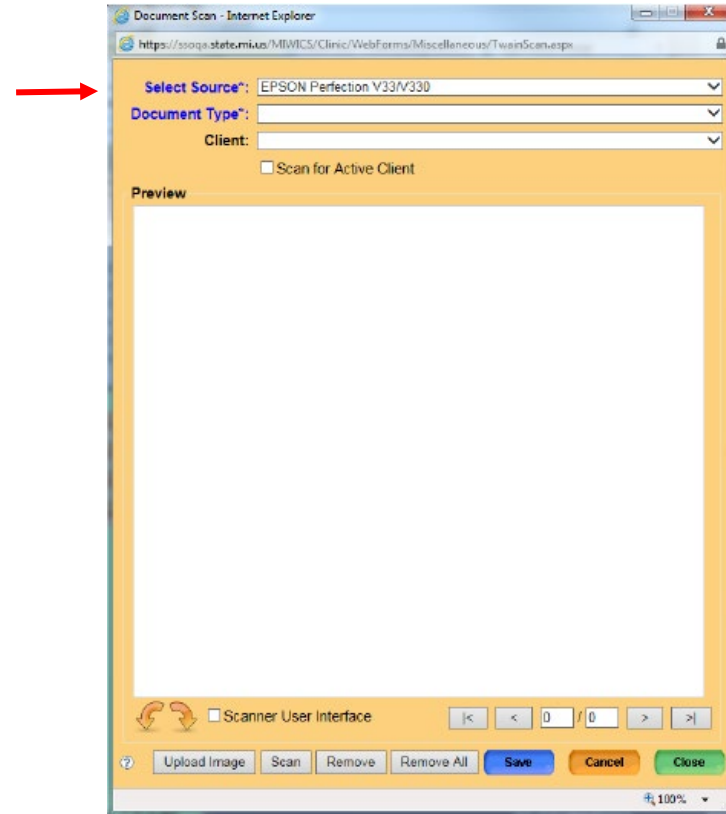 Document Scan - Internet Explorer
https://ssoqa.state.mi.us/MIWICS/Clinic/WebForms/Miscellaneous/TwainScan.aspx
Select Source*: EPSON Perfection V33/V330
Document Type*:
Client:
Scan for Active Client
Preview
Scanner User Interface |< < 0 / 0 > >|
? Upload Image Scan Remove Remove All Save Cancel Close
100%